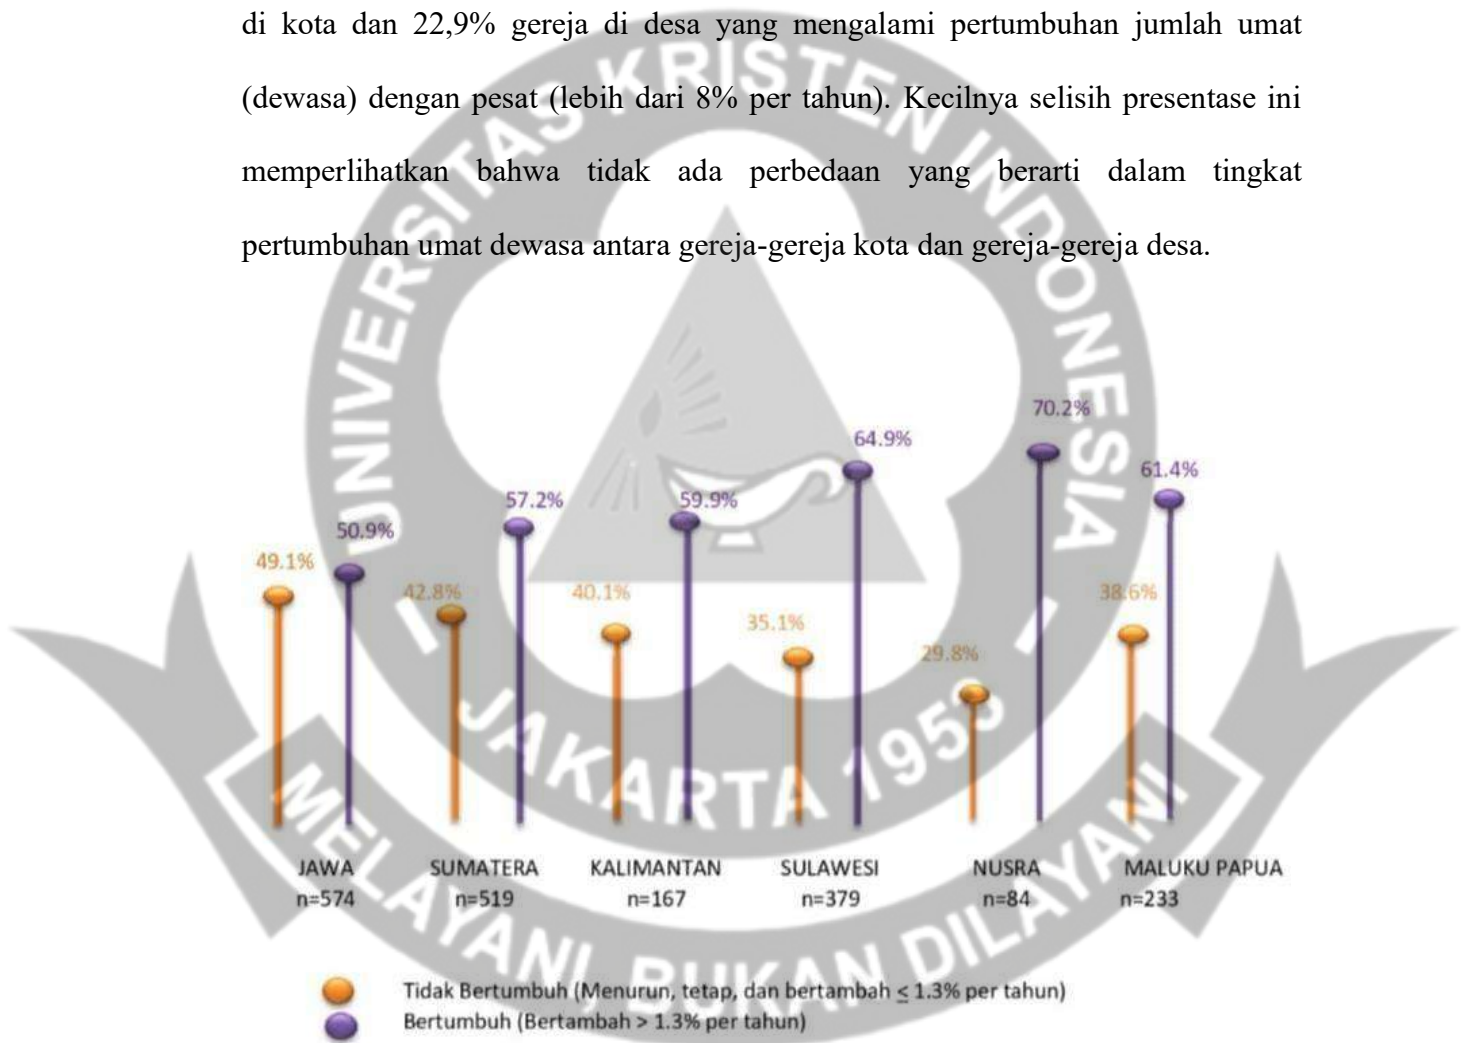 di kota dan 22,9% gereja di desa yang mengalami pertumbuhan jumlah umat
(dewasa) dengan pesat (lebih dari 8% per tahun). Kecilnya selisih presentase ini
memperlihatkan bahwa tidak ada perbedaan yang berarti dalam tingkat
pertumbuhan umat dewasa antara gereja-gereja kota dan gereja-gereja desa.
UNIVERSITAS KRISTEN INDONESIA
70.2%
64.9%
61.4%
57.2%
59.9%
50.9%
49.1%
42.8%
40.1%
38.6%
35.1%
29.8%
JAKARTA 1953
JAWA SUMATERA KALIMANTAN SULAWESI NUSRA MALUKU PAPUA
n=574 n=519 n=167 n=379 n=84 n=233
MELAYANI, BUKAN DILAYANI
Tidak Bertumbuh (Menurun, tetap, dan bertambah ≤ 1.3% per tahun)
Bertumbuh (Bertambah > 1.3% per tahun)